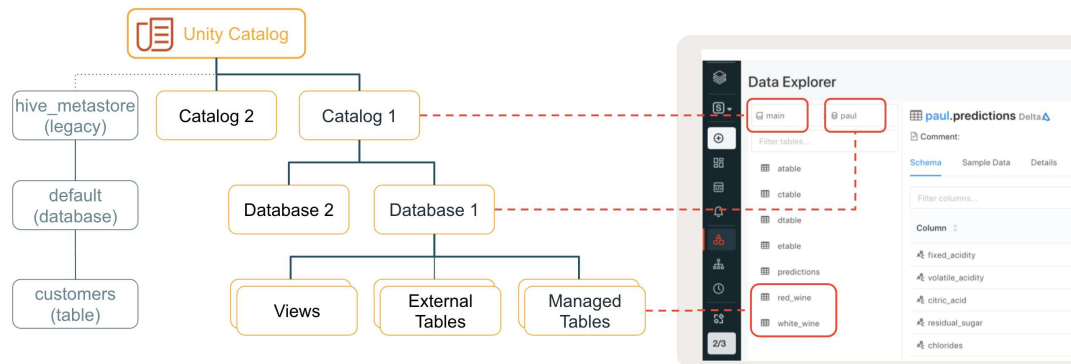 Unity Catalog
hive_metastore
(legacy)
Catalog 2
Catalog 1
default
(database)
Database 2
Database 1
customers
(table)
Views
External
Tables
Managed
Tables
Data Explorer
S
main
paul
Filter tables...
atable
ctable
dtable
etable
predictions
red_wine
white_wine
2/3
paul.predictions Delta
Comment:
Schema Sample Data Details
Filter columns...
Column
fixed_acidity
volatile_acidity
citric_acid
residual_sugar
chlorides